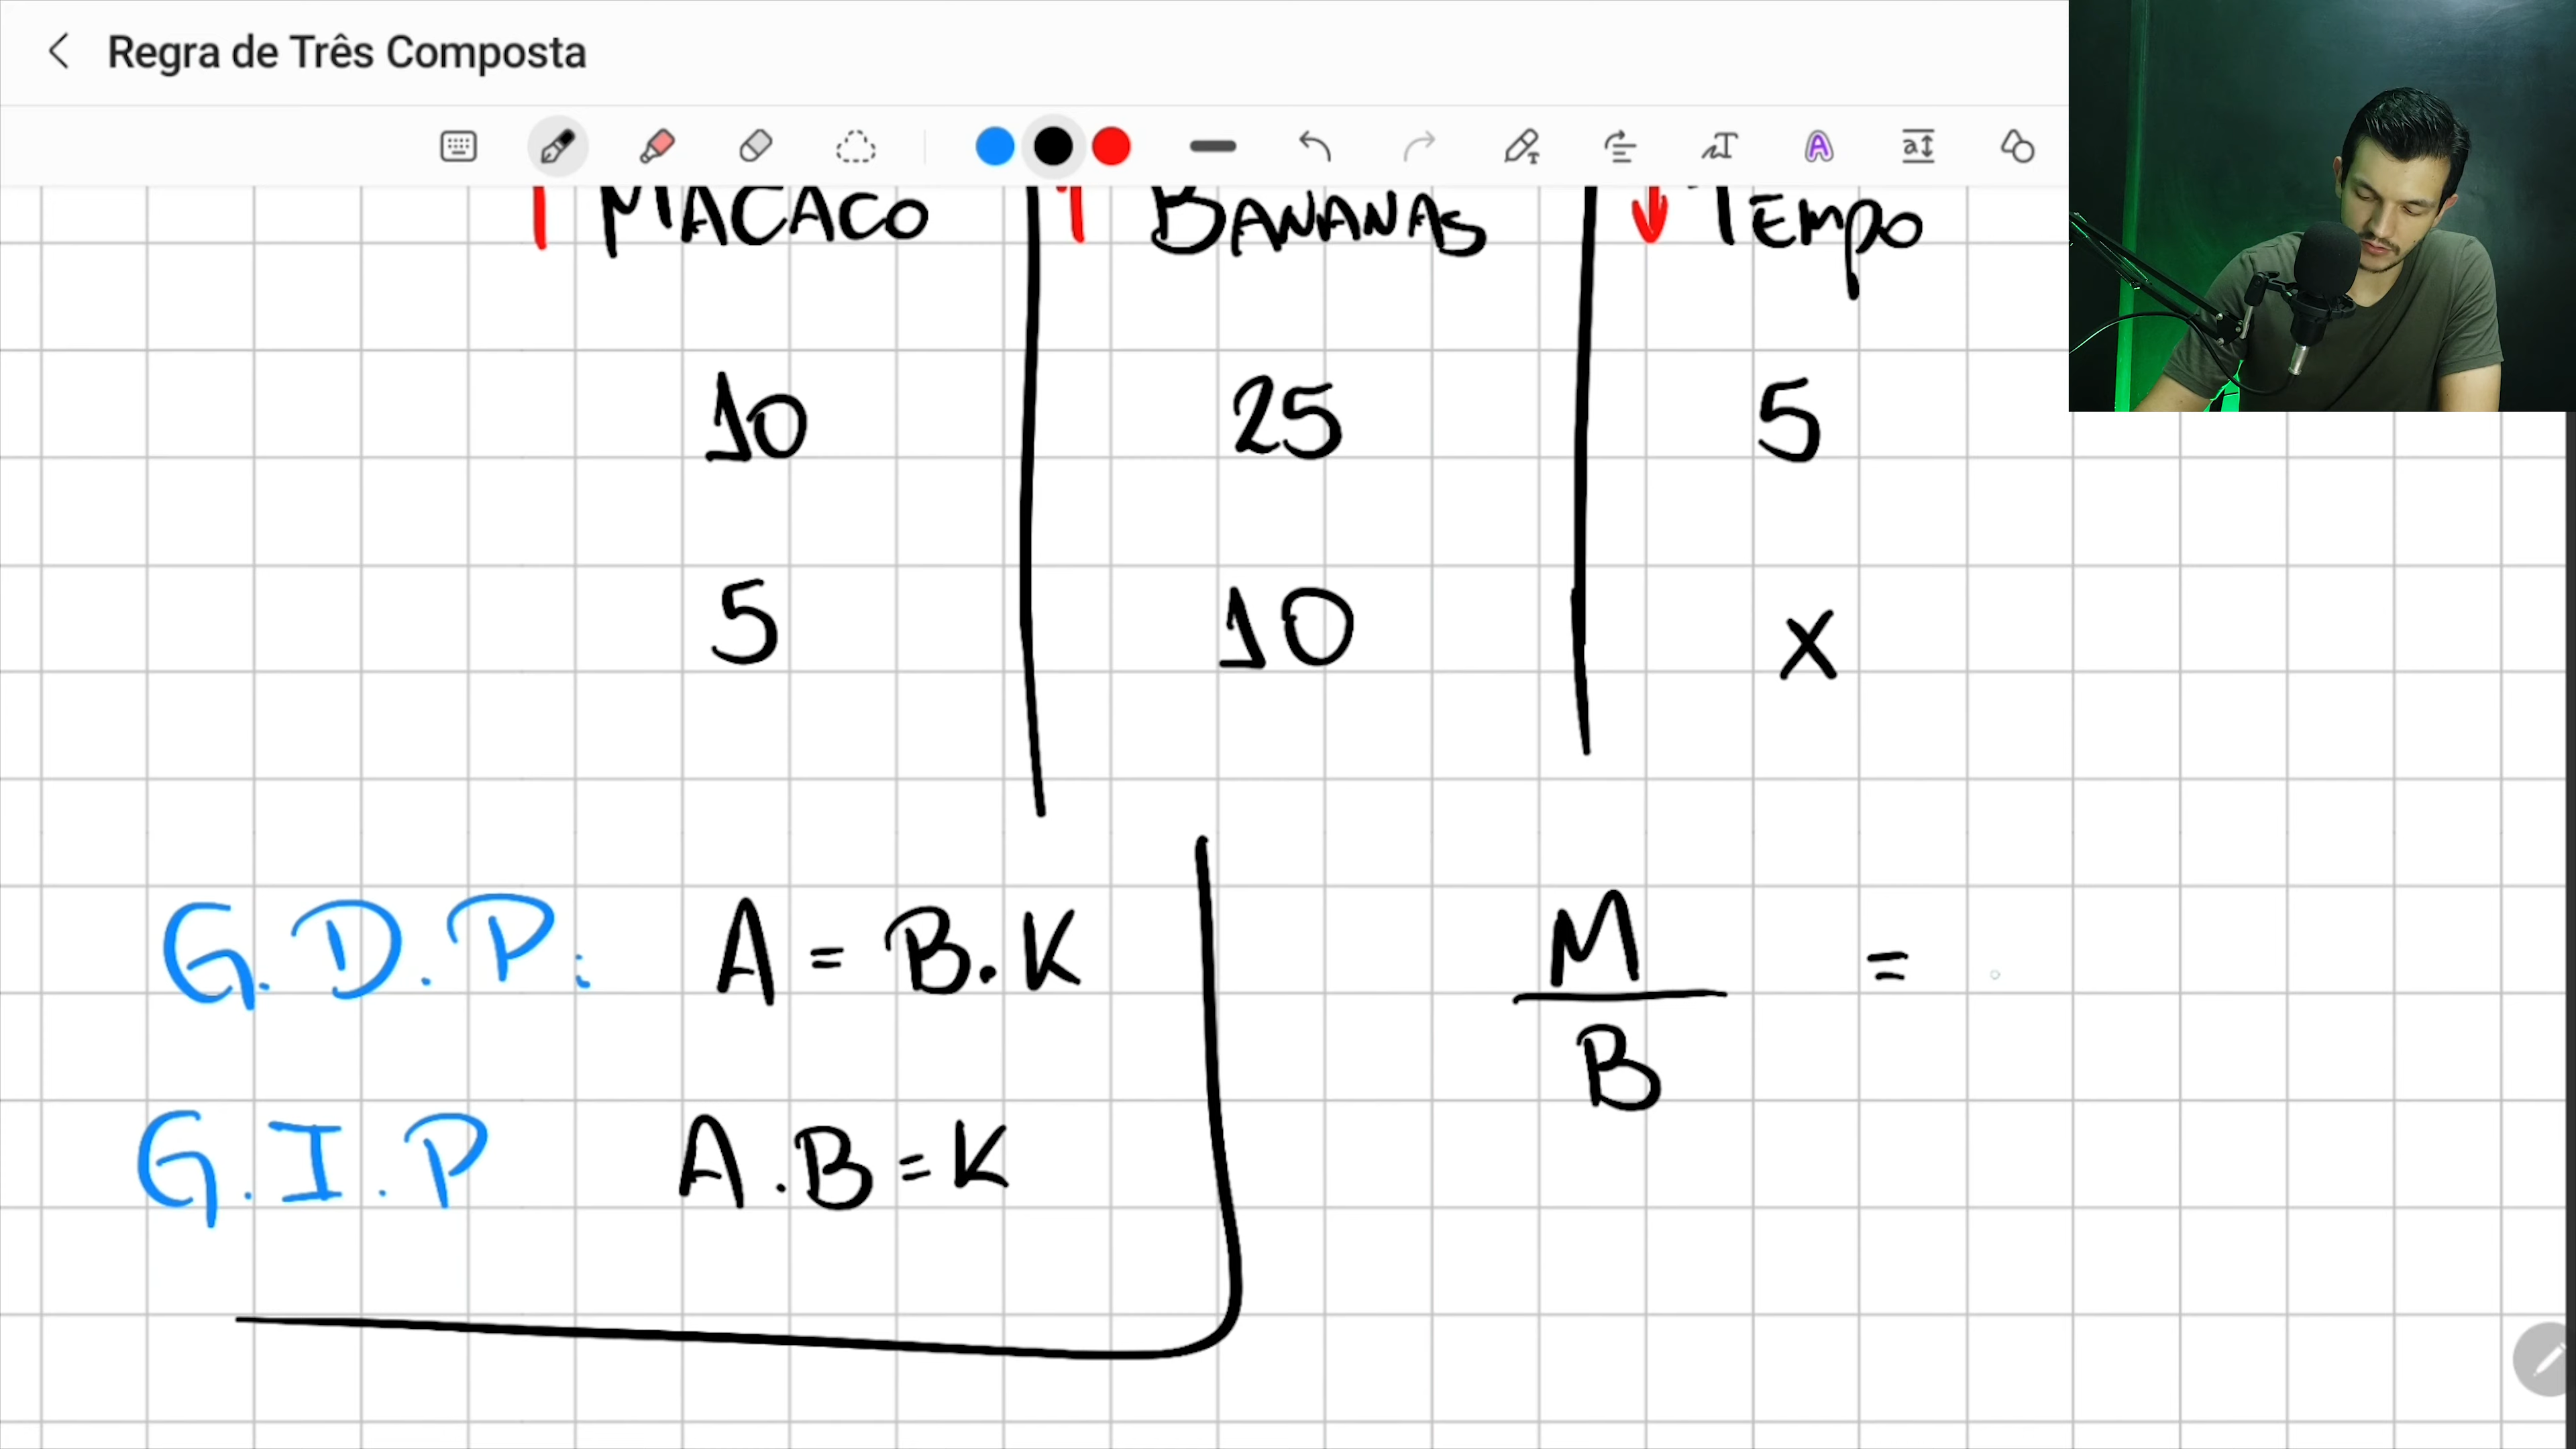 Regra de Três Composta
MACACO BANANAS TEMPO
10 25 5
5 10 x
G.D.P: A = B.K
M
=
B
G.I.P A.B=K